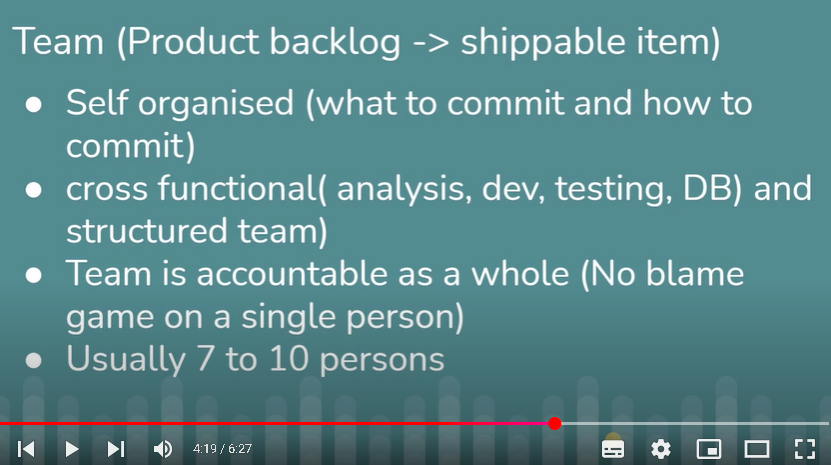 Team (Product backlog -> shippable item)
● Self organised (what to commit and how to
commit)
● cross functional( analysis, dev, testing, DB) and
structured team)
● Team is accountable as a whole (No blame
game on a single person)
● Usually 7 to 10 persons
4:19 / 6:27